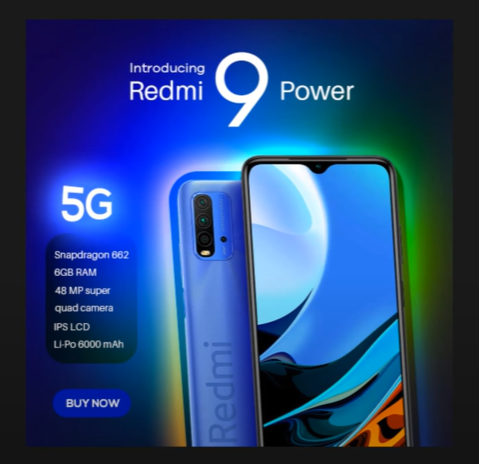 Introducing
Redmi 9 Power
5G
Snapdragon 662
6GB RAM
48 MP super
quad camera
IPS LCD
Li-Po 6000 mAh
BUY NOW
Redmi